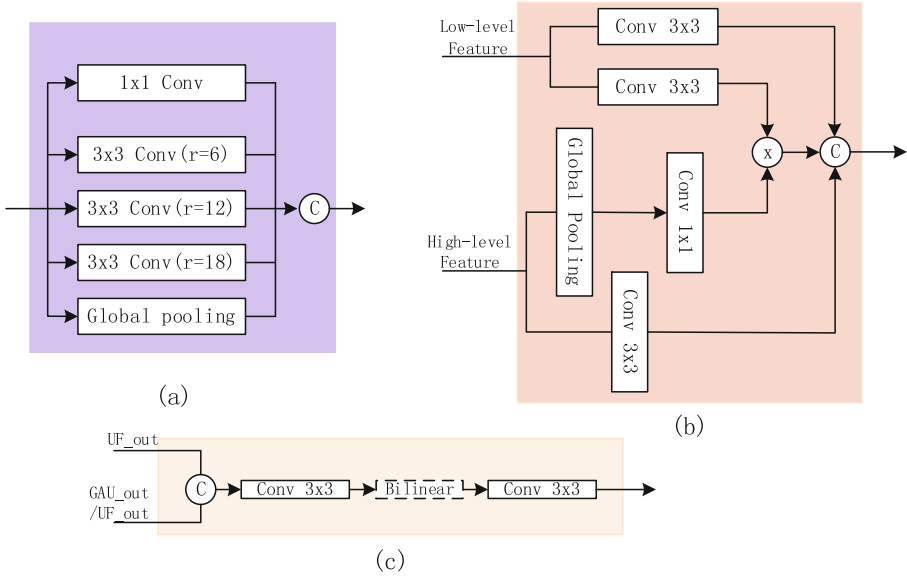 1x1 Conv
3x3 Conv(r=6)
3x3 Conv(r=12)
3x3 Conv(r=18)
Global pooling
C
(a)
Low-level
Feature
Conv 3x3
Conv 3x3
Global Pooling
Conv 1x1
x
C
High-level
Feature
Conv 3x3
(b)
UF_out
GAU_out
/UF_out
C
Conv 3x3
Bilinear
Conv 3x3
(c)